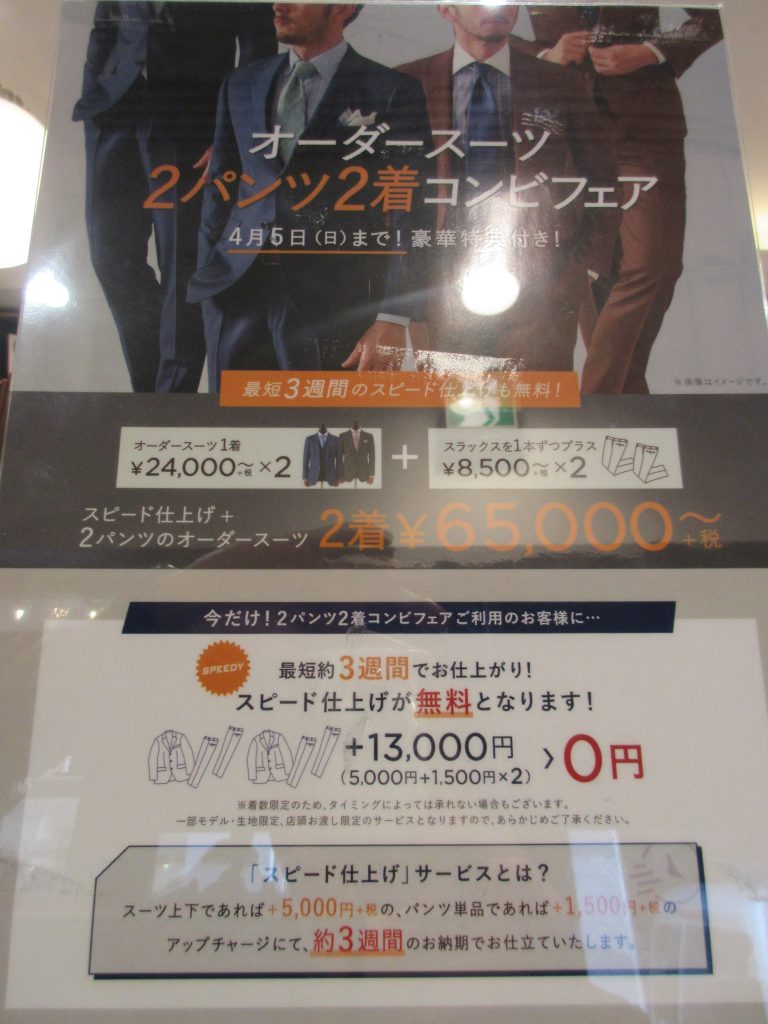 オーダースーツ
2パンツ2着コンビフェア
4月5日(日)まで! 豪華特典付き!
※画像はイメージです。
最短3週間のスピード仕上げも無料!
オーダースーツ1着
¥24,000〜+税×2
+
スラックスを1本ずつプラス
¥8,500〜+税×2
スピード仕上げ+
2パンツのオーダースーツ
2着¥65,000〜+税
今だけ!2パンツ2着コンビフェアご利用のお客様に…
SPEEDY
最短約3週間でお仕上がり!
スピード仕上げが無料となります!
+13,000円
(5,000円+1,500円×2)
> 0円
※着数限定のため、タイミングによっては承れない場合もございます。
一部モデル・生地限定、店頭お渡し限定のサービスとなりますので、あらかじめご了承ください。
「スピード仕上げ」サービスとは?
スーツ上下であれば+5,000円+税の、パンツ単品であれば+1,500円+税の
アップチャージにて、約3週間のお納期でお仕立ていたします。